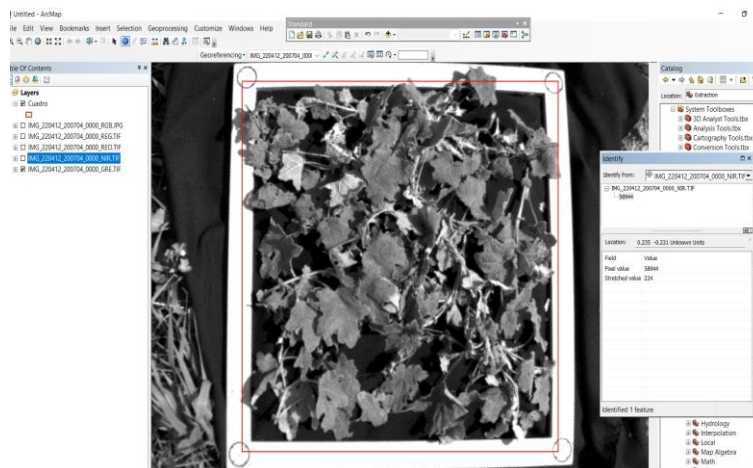 Untitled - ArcMap
File Edit View Bookmarks Insert Selection Geoprocessing Customize Windows Help
Standard
Georeferencing
IMG_220412_200704_000
ble Of Contents
Layers
Cuadro
IMG_220412_200704_0000_RGB.JPG
IMG_220412_200704_0000_REG.TIF
IMG_220412_200704_0000_RED.TIF
IMG_220412_200704_0000_NIR.TIF
IMG_220412_200704_0000_GRE.TIF
Catalog
Location: Extraction
System Toolboxes
3D Analyst Tools.tbx
Analysis Tools.tbx
Cartography Tools.tbx
Conversion Tools.tbx
Identify
Identify from: IMG_220412_200704_0000_NIR.TIF
IMG_220412_200704_0000_NIR.TIF
58944
Location: 0.235 -0.231 Unknown Units
Field Value
Pixel value 58944
Stretched value 224
Identified 1 feature
Hydrology
Interpolation
Local
Map Algebra
Math